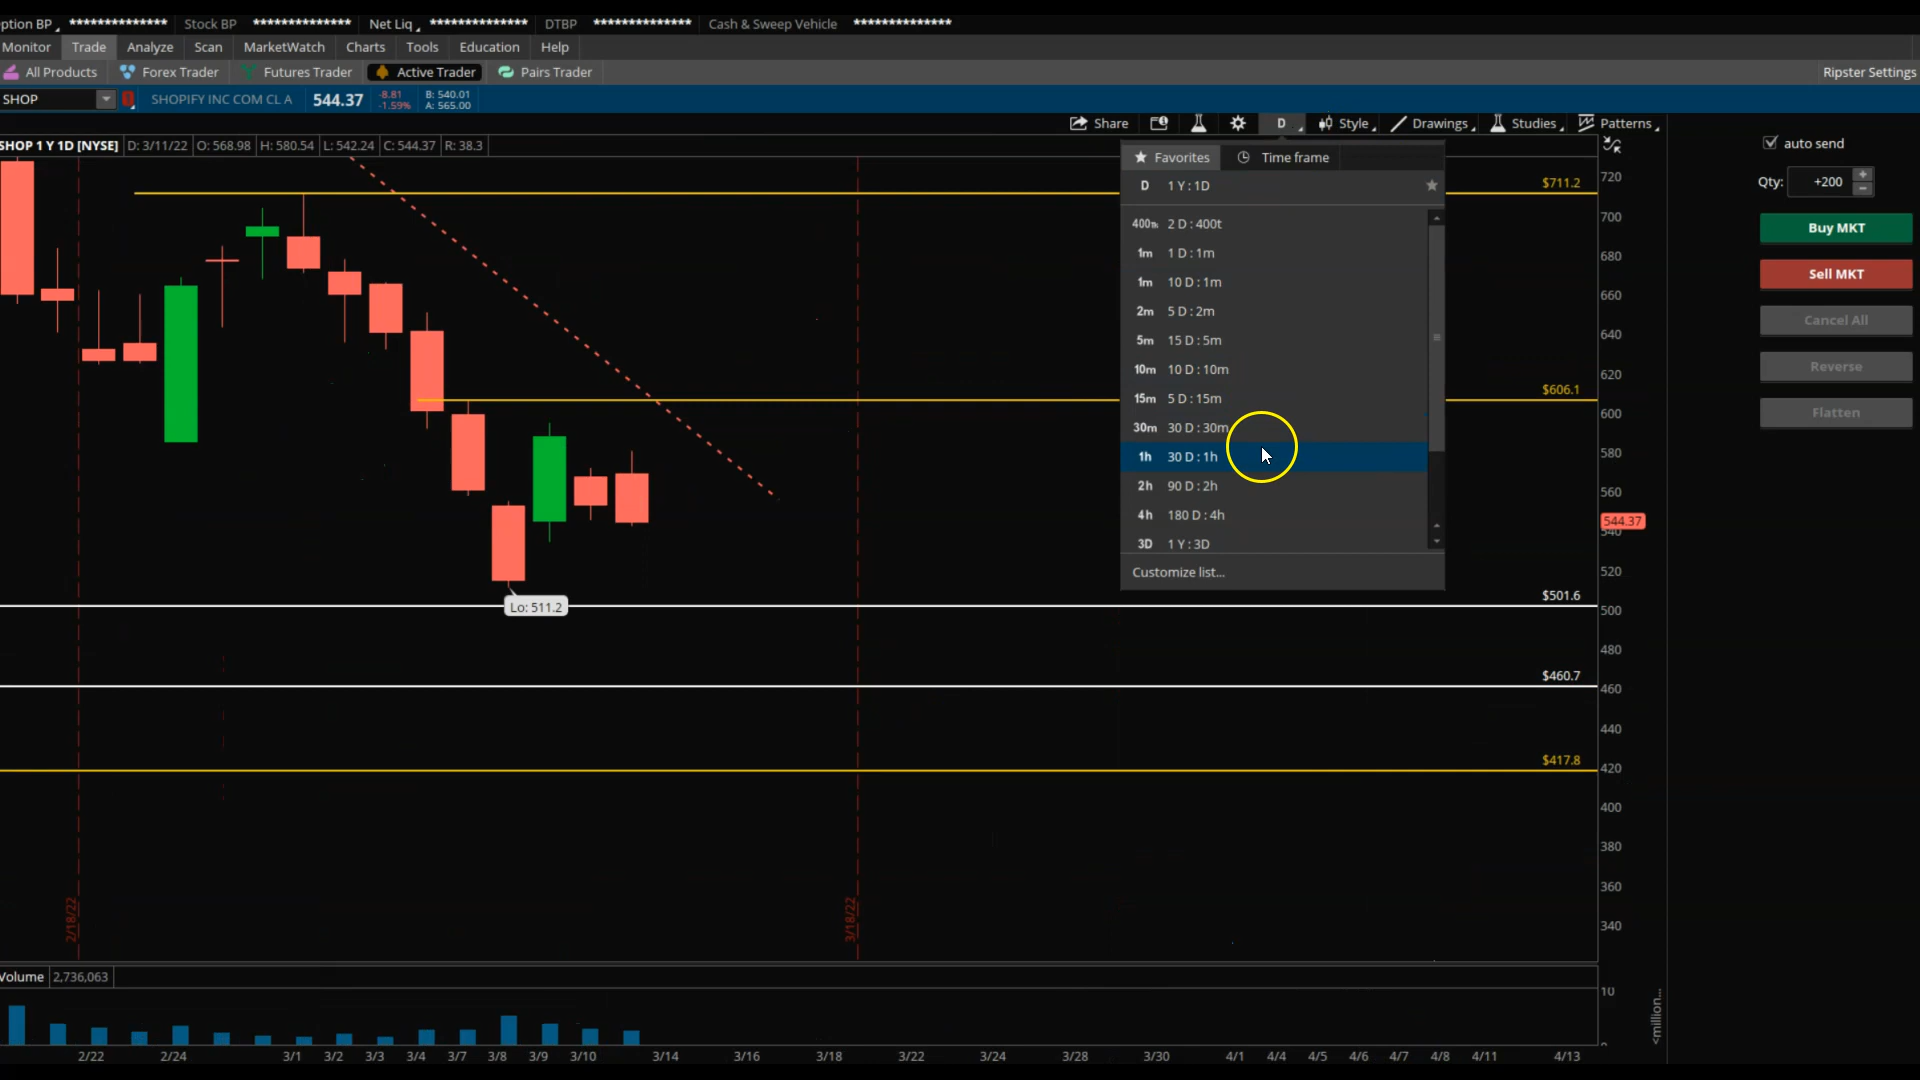 ption BP ************** Stock BP ************** Net Liq ************** DTBP ************** Cash & Sweep Vehicle **************
Monitor Trade Analyze Scan MarketWatch Charts Tools Education Help
All Products Forex Trader Futures Trader Active Trader Pairs Trader Ripster Settings
SHOP SHOPIFY INC COM CL A 544.37 -8.81 -1.59% B: 540.01 A: 565.00
Share D Style Drawings Studies Patterns
SHOP 1 Y 1D [NYSE] D: 3/11/22 O: 568.98 H: 580.54 L: 542.24 C: 544.37 R: 38.3
auto send
Qty: +200
Buy MKT
Sell MKT
Cancel All
Reverse
Flatten
Favorites Time frame
D 1 Y : 1D
400t 2 D : 400t
1m 1 D : 1m
1m 10 D : 1m
2m 5 D : 2m
5m 15 D : 5m
10m 10 D : 10m
15m 5 D : 15m
30m 30 D : 30m
1h 30 D : 1h
2h 90 D : 2h
4h 180 D : 4h
3D 1 Y : 3D
Customize list...
$711.2
$606.1
$501.6
$460.7
$417.8
Lo: 511.2
720
700
680
660
640
620
600
580
560
544.37
540
520
500
480
460
440
420
400
380
360
340
2/18/22
3/18/22
Volume 2,736,063
10
<million...
2/22 2/24 3/1 3/2 3/3 3/4 3/7 3/8 3/9 3/10 3/14 3/16 3/18 3/22 3/24 3/28 3/30 4/1 4/4 4/5 4/6 4/7 4/8 4/11 4/13